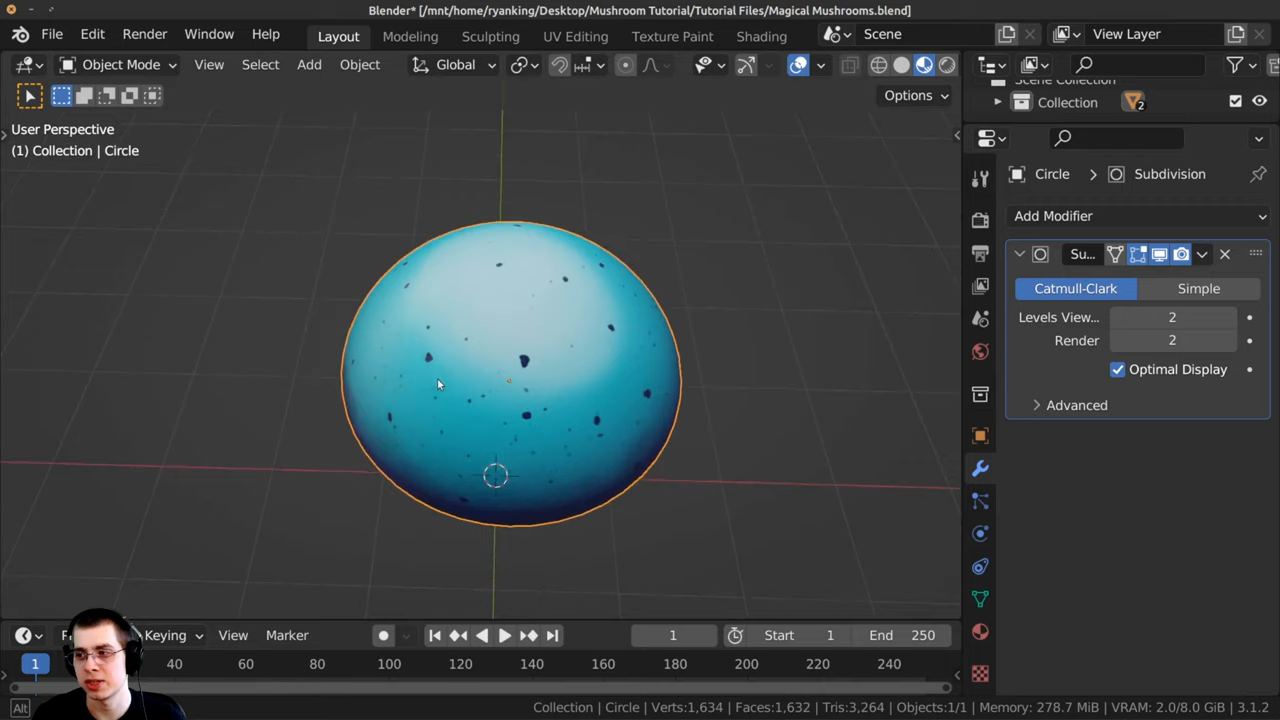 Blender* [/mnt/home/ryanking/Desktop/Mushroom Tutorial/Tutorial Files/Magical Mushrooms.blend]
File Edit Render Window Help Layout Modeling Sculpting UV Editing Texture Paint Shading Scene View Layer
Object Mode View Select Add Object Global
Options
Scene Collection
Collection 2
User Perspective
(1) Collection | Circle
Circle > Subdivision
Add Modifier
Su...
Catmull-Clark Simple
Levels View... 2
Render 2
Optimal Display
Advanced
Keying View Marker 1 Start 1 End 250
1 40 60 80 100 120 140 160 180 200 220 240
Alt Collection | Circle | Verts:1,634 | Faces:1,632 | Tris:3,264 | Objects:1/1 | Memory: 278.7 MiB | VRAM: 2.0/8.0 GiB | 3.1.2